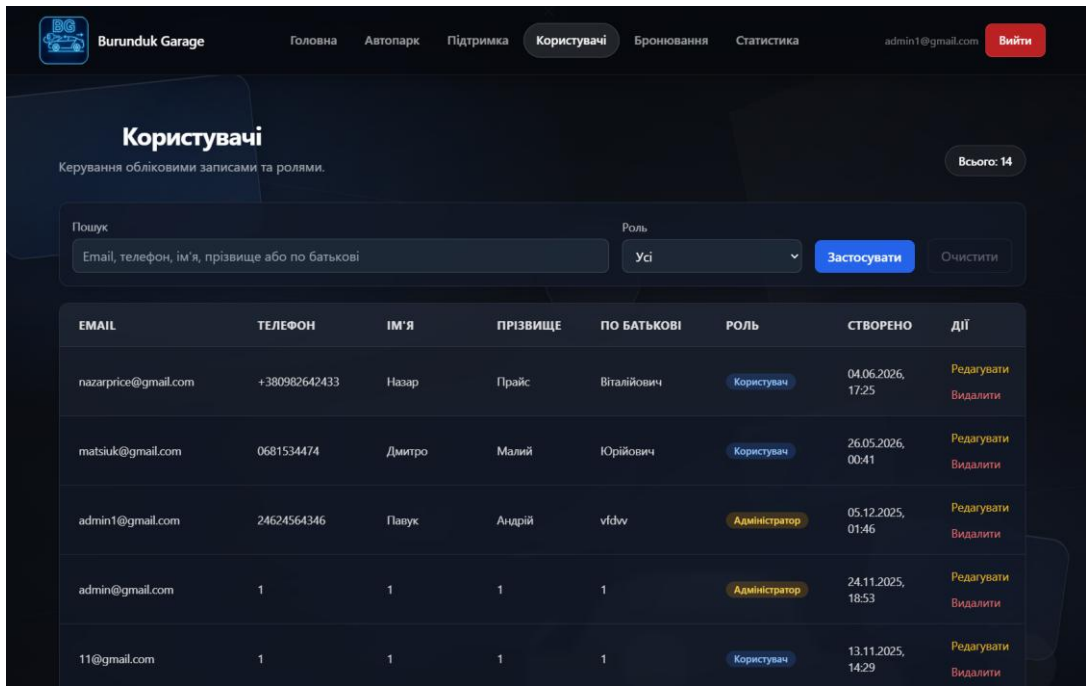 BG
Burunduk Garage
Головна
Автопарк
Підтримка
Користувачі
Бронювання
Статистика
admin1@gmail.com
Вийти
Користувачі
Керування обліковими записами та ролями.
Всього: 14
Пошук
Роль
Email, телефон, ім'я, прізвище або по батькові
Усі
Застосувати
Очистити
EMAIL ТЕЛЕФОН ІМ'Я ПРІЗВИЩЕ ПО БАТЬКОВІ РОЛЬ СТВОРЕНО ДІЇ
nazarprice@gmail.com +380982642433 Назар Прайс Віталійович Користувач 04.06.2026, 17:25 Редагувати Видалити
matsiuk@gmail.com 0681534474 Дмитро Малий Юрійович Користувач 26.05.2026, 00:41 Редагувати Видалити
admin1@gmail.com 24624564346 Павук Андрій vfdvv Адміністратор 05.12.2025, 01:46 Редагувати Видалити
admin@gmail.com 1 1 1 1 Адміністратор 24.11.2025, 18:53 Редагувати Видалити
11@gmail.com 1 1 1 1 Користувач 13.11.2025, 14:29 Редагувати Видалити